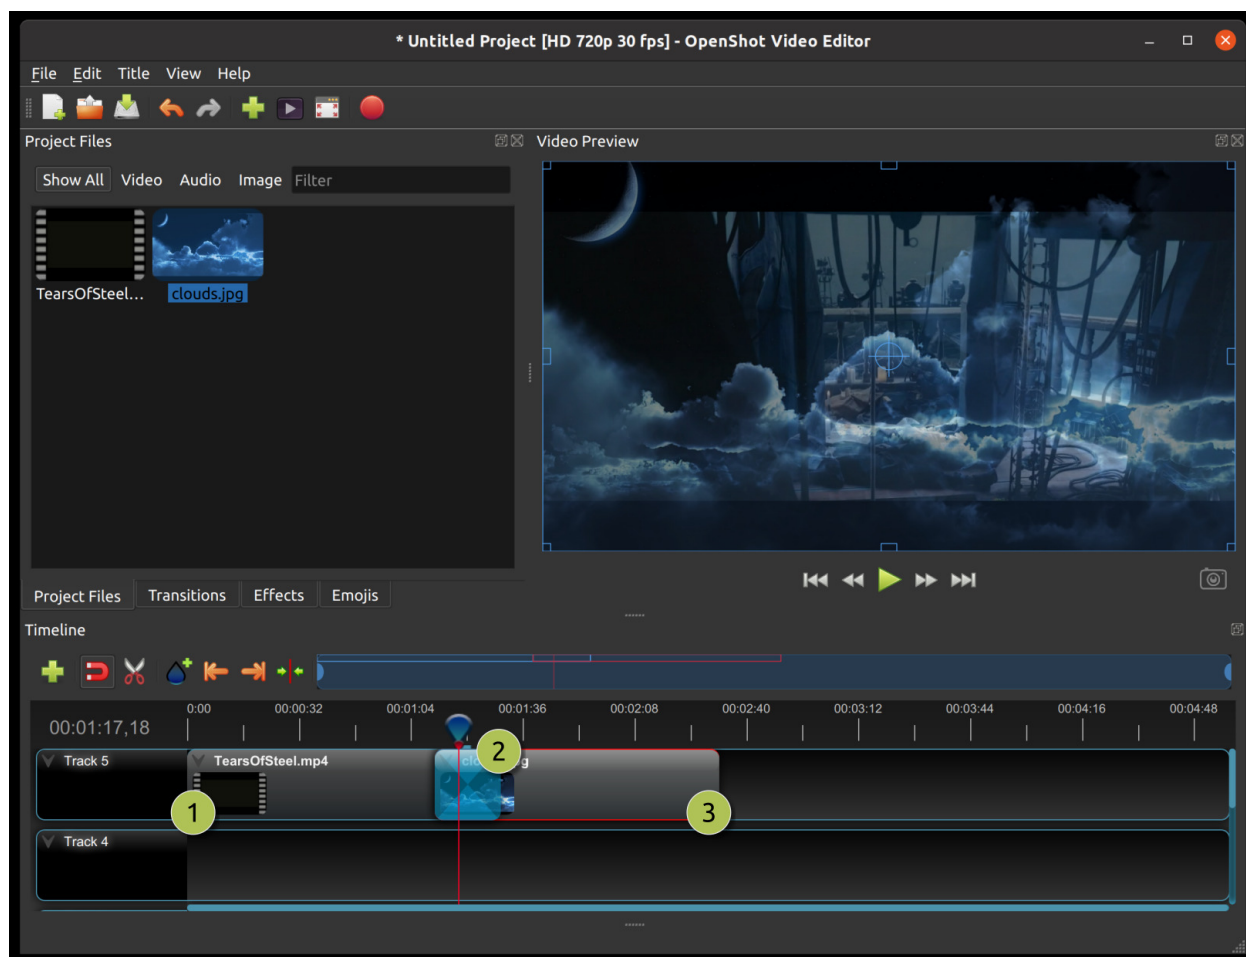 * Untitled Project [HD 720p 30 fps] - OpenShot Video Editor
File Edit Title View Help
Project Files
Video Preview
Show All Video Audio Image Filter
TearsOfSteel... clouds.jpg
Project Files Transitions Effects Emojis
Timeline
0:00 00:00:32 00:01:04 00:01:36 00:02:08 00:02:40 00:03:12 00:03:44 00:04:16 00:04:48
00:01:17,18
2
Track 5 TearsOfSteel.mp4
1
3
Track 4